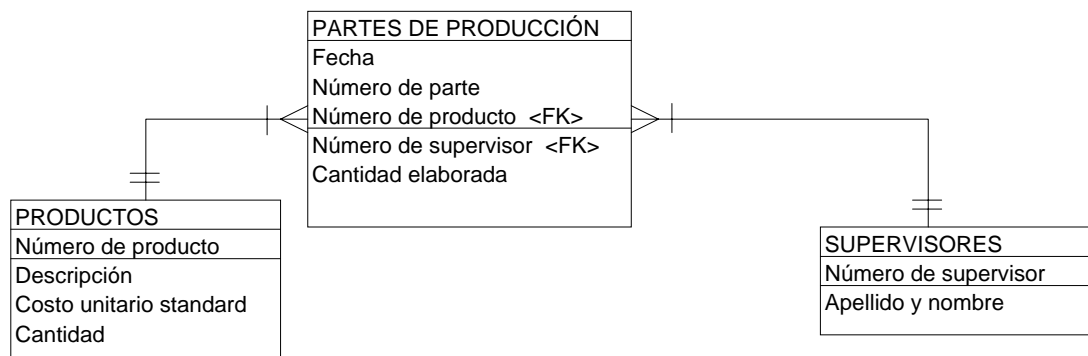 PARTES DE PRODUCCIÓN
Fecha
Número de parte
Número de producto <FK>
Número de supervisor <FK>
Cantidad elaborada
PRODUCTOS
Número de producto
Descripción
Costo unitario standard
Cantidad
SUPERVISORES
Número de supervisor
Apellido y nombre